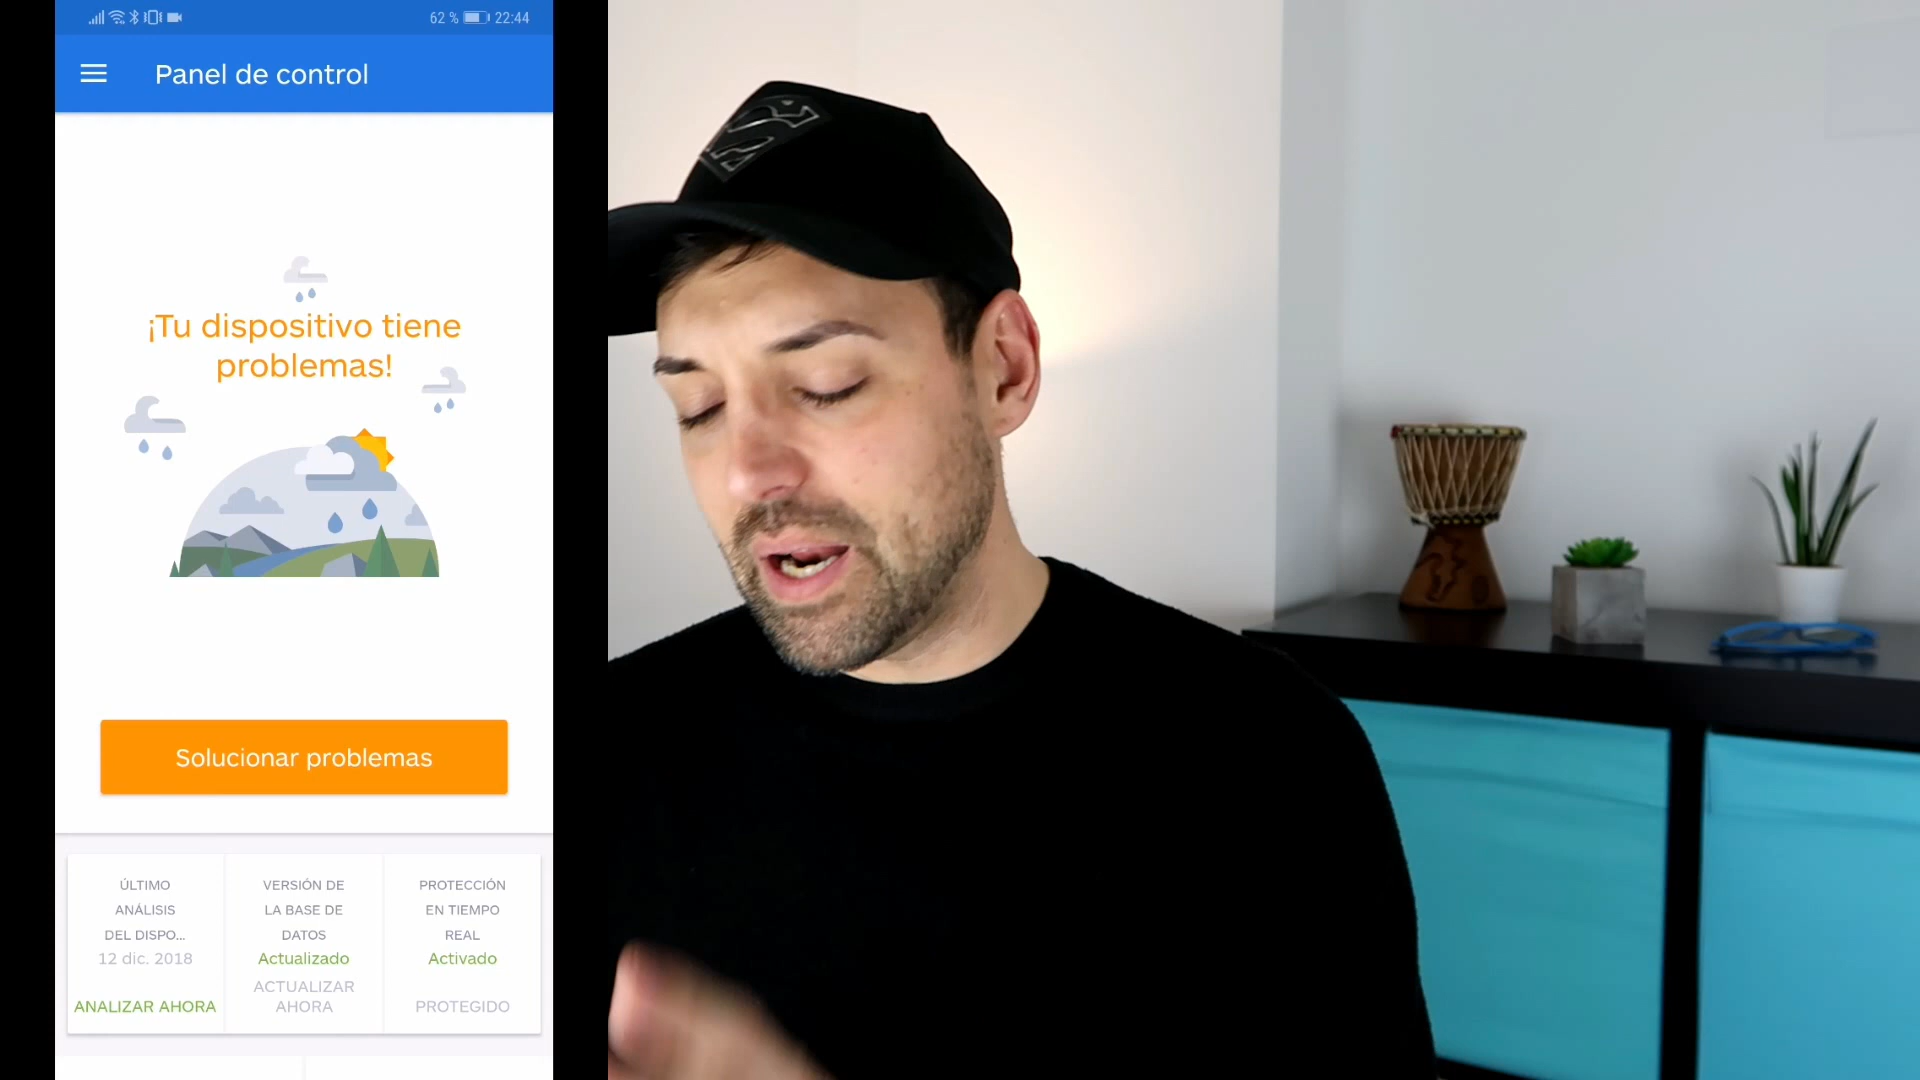 62 % 22:44
Panel de control
¡Tu dispositivo tiene
problemas!
Solucionar problemas
ÚLTIMO
ANÁLISIS
DEL DISPO...
12 dic. 2018
ANALIZAR AHORA
VERSIÓN DE
LA BASE DE
DATOS
Actualizado
ACTUALIZAR
AHORA
PROTECCIÓN
EN TIEMPO
REAL
Activado
PROTEGIDO